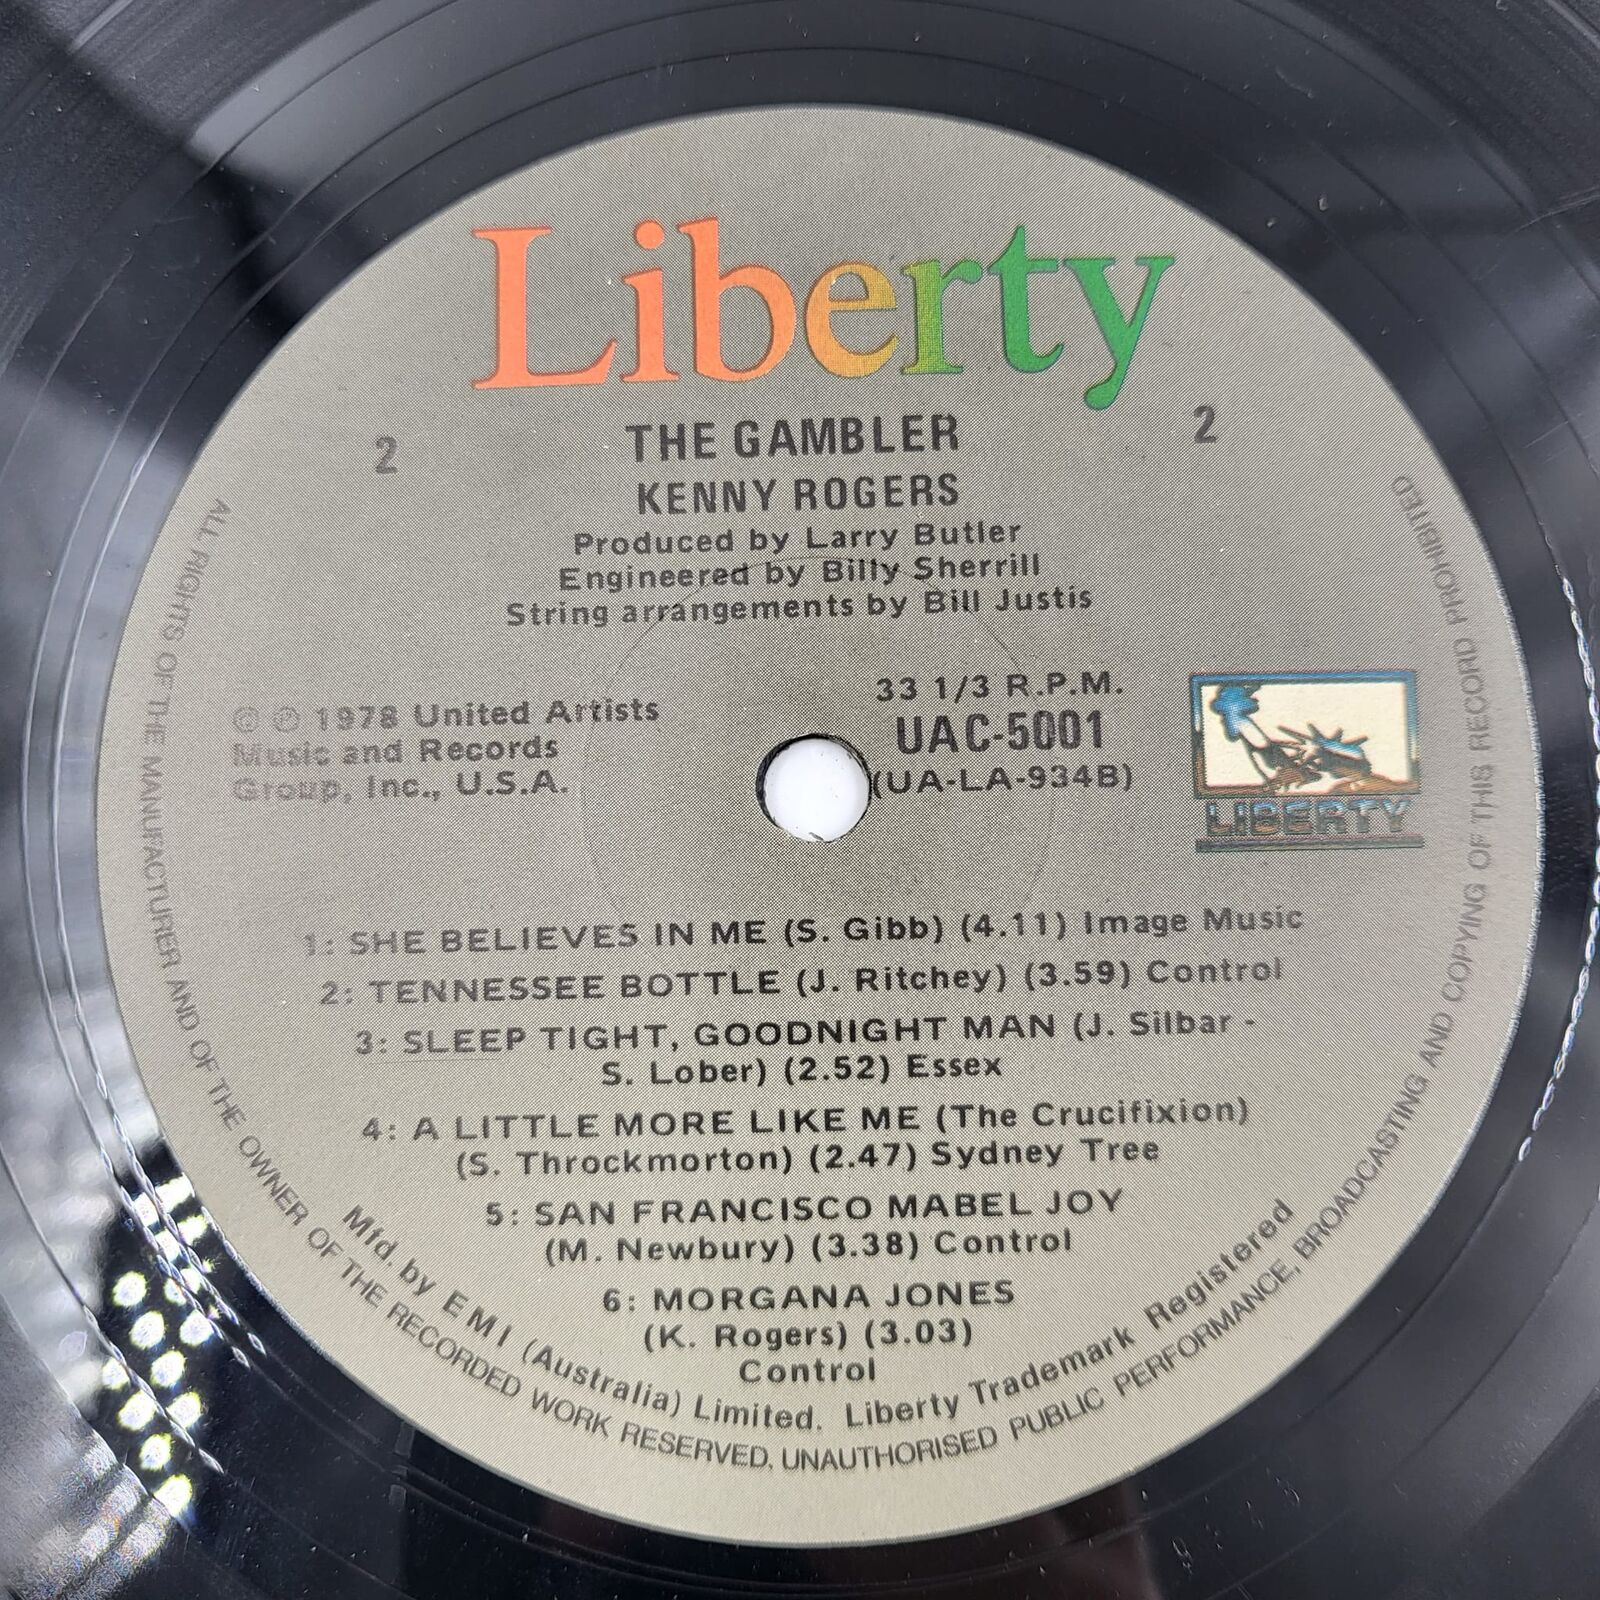 Liberty
2
2
THE GAMBLER
KENNY ROGERS
Produced by Larry Butler
Engineered by Billy Sherrill
String arrangements by Bill Justis
© ℗ 1978 United Artists
Music and Records
Group, Inc., U.S.A.
33 1/3 R.P.M.
UAC-5001
(UA-LA-934B)
LIBERTY
1: SHE BELIEVES IN ME (S. Gibb) (4.11) Image Music
2: TENNESSEE BOTTLE (J. Ritchey) (3.59) Control
3: SLEEP TIGHT, GOODNIGHT MAN (J. Silbar -
S. Lober) (2.52) Essex
4: A LITTLE MORE LIKE ME (The Crucifixion)
(S. Throckmorton) (2.47) Sydney Tree
5: SAN FRANCISCO MABEL JOY
(M. Newbury) (3.38) Control
6: MORGANA JONES
(K. Rogers) (3.03)
Control
Mfd. by EMI (Australia) Limited. Liberty Trademark Registered
ALL RIGHTS OF THE MANUFACTURER AND OF THE OWNER OF THE RECORDED WORK RESERVED. UNAUTHORISED PUBLIC PERFORMANCE, BROADCASTING AND COPYING OF THIS RECORD PROHIBITED